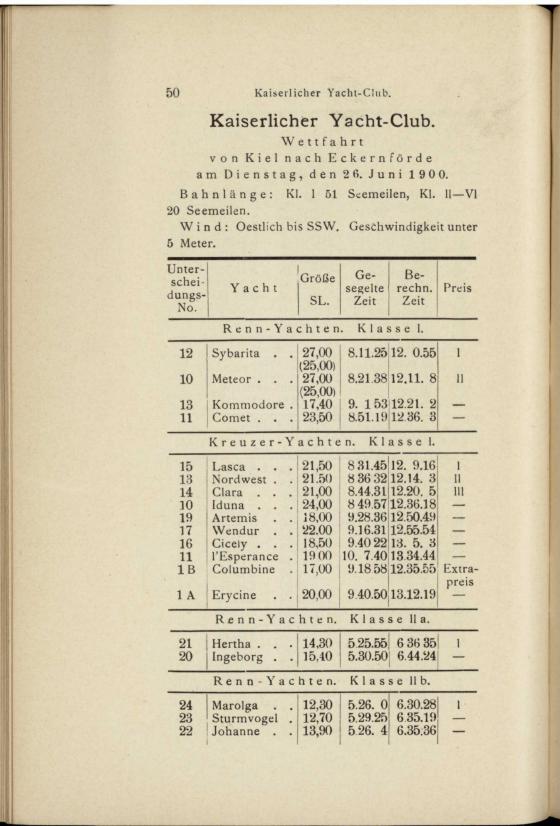 50 Kaiserlicher Yacht-Club.
Kaiserlicher Yacht-Club.
Wettfahrt
von Kiel nach Eckernförde
am Dienstag, den 26. Juni 1900.
Bahnlänge: Kl. I 51 Seemeilen, Kl. II—VI
20 Seemeilen.
Wind: Oestlich bis SSW. Geschwindigkeit unter
5 Meter.
Unter-
schei-
dungs-
No. Yacht Größe SL. Ge-
segelte
Zeit Be-
rechn.
Zeit Preis
Renn-Yachten. Klasse I.
12 Sybarita . . 27,00 8.11.25 12. 0.55 I
(25,00)
10 Meteor . . . 27,00 8.21.38 12.11. 8 II
(25,00)
13 Kommodore . 17,40 9. 1 53 12.21. 2 —
11 Comet . . . 23,50 8.51.19 12.36. 3 —
Kreuzer-Yachten. Klasse I.
15 Lasca . . . 21,50 8 31.45 12. 9.16 I
13 Nordwest . . 21.50 8 36 32 12.14. 3 II
14 Clara . . . 21,00 8.44.31 12.20. 5 III
10 Iduna . . . 24,00 8 49.57 12.36.18 —
19 Artemis . . 18,00 9.28.36 12.50.49 —
17 Wendur . . 22.00 9.16.31 12.55.54 —
16 Cicely . . . 18,50 9.40 22 13. 5. 3 —
11 l'Esperance . 19 00 10. 7.40 13.34.44 —
1 B Columbine . 17,00 9.18 58 12.35.55 Extra-
preis
1 A Erycine . . 20,00 9.40.50 13.12.19 —
Renn-Yachten. Klasse IIa.
21 Hertha . . . 14,30 5.25.55 6 36 35 I
20 Ingeborg . . 15,40 5.30.50 6.44.24 —
Renn-Yachten. Klasse IIb.
24 Marolga . . 12,30 5.26. 0 6.30.28 I
23 Sturmvogel . 12,70 5.29.25 6.35.19 —
22 Johanne . . 13,90 5 26. 4 6.35.36 —